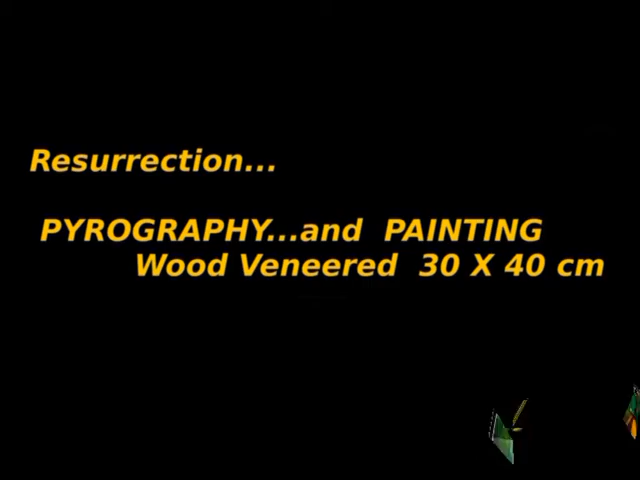 Resurrection...
PYROGRAPHY...and PAINTING
Wood Veneered 30 X 40 cm